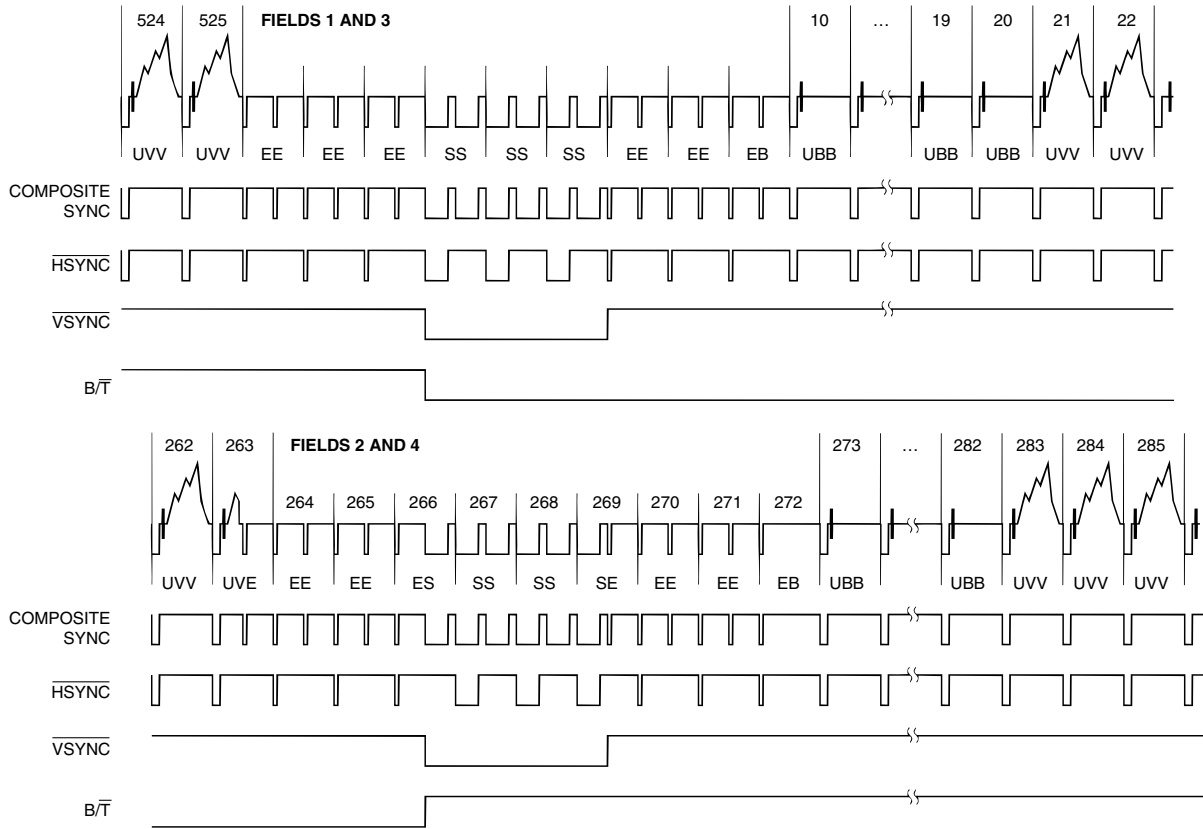 524 525 FIELDS 1 AND 3 10 ... 19 20 21 22
UVV UVV EE EE EE SS SS SS EE EE EB UBB UBB UBB UVV UVV
COMPOSITE
SYNC
HSYNC
VSYNC
B/T
262 263 FIELDS 2 AND 4 273 ... 282 283 284 285
264 265 266 267 268 269 270 271 272
UVV UVE EE EE ES SS SS SE EE EE EB UBB UBB UVV UVV UVV
COMPOSITE
SYNC
HSYNC
VSYNC
B/T